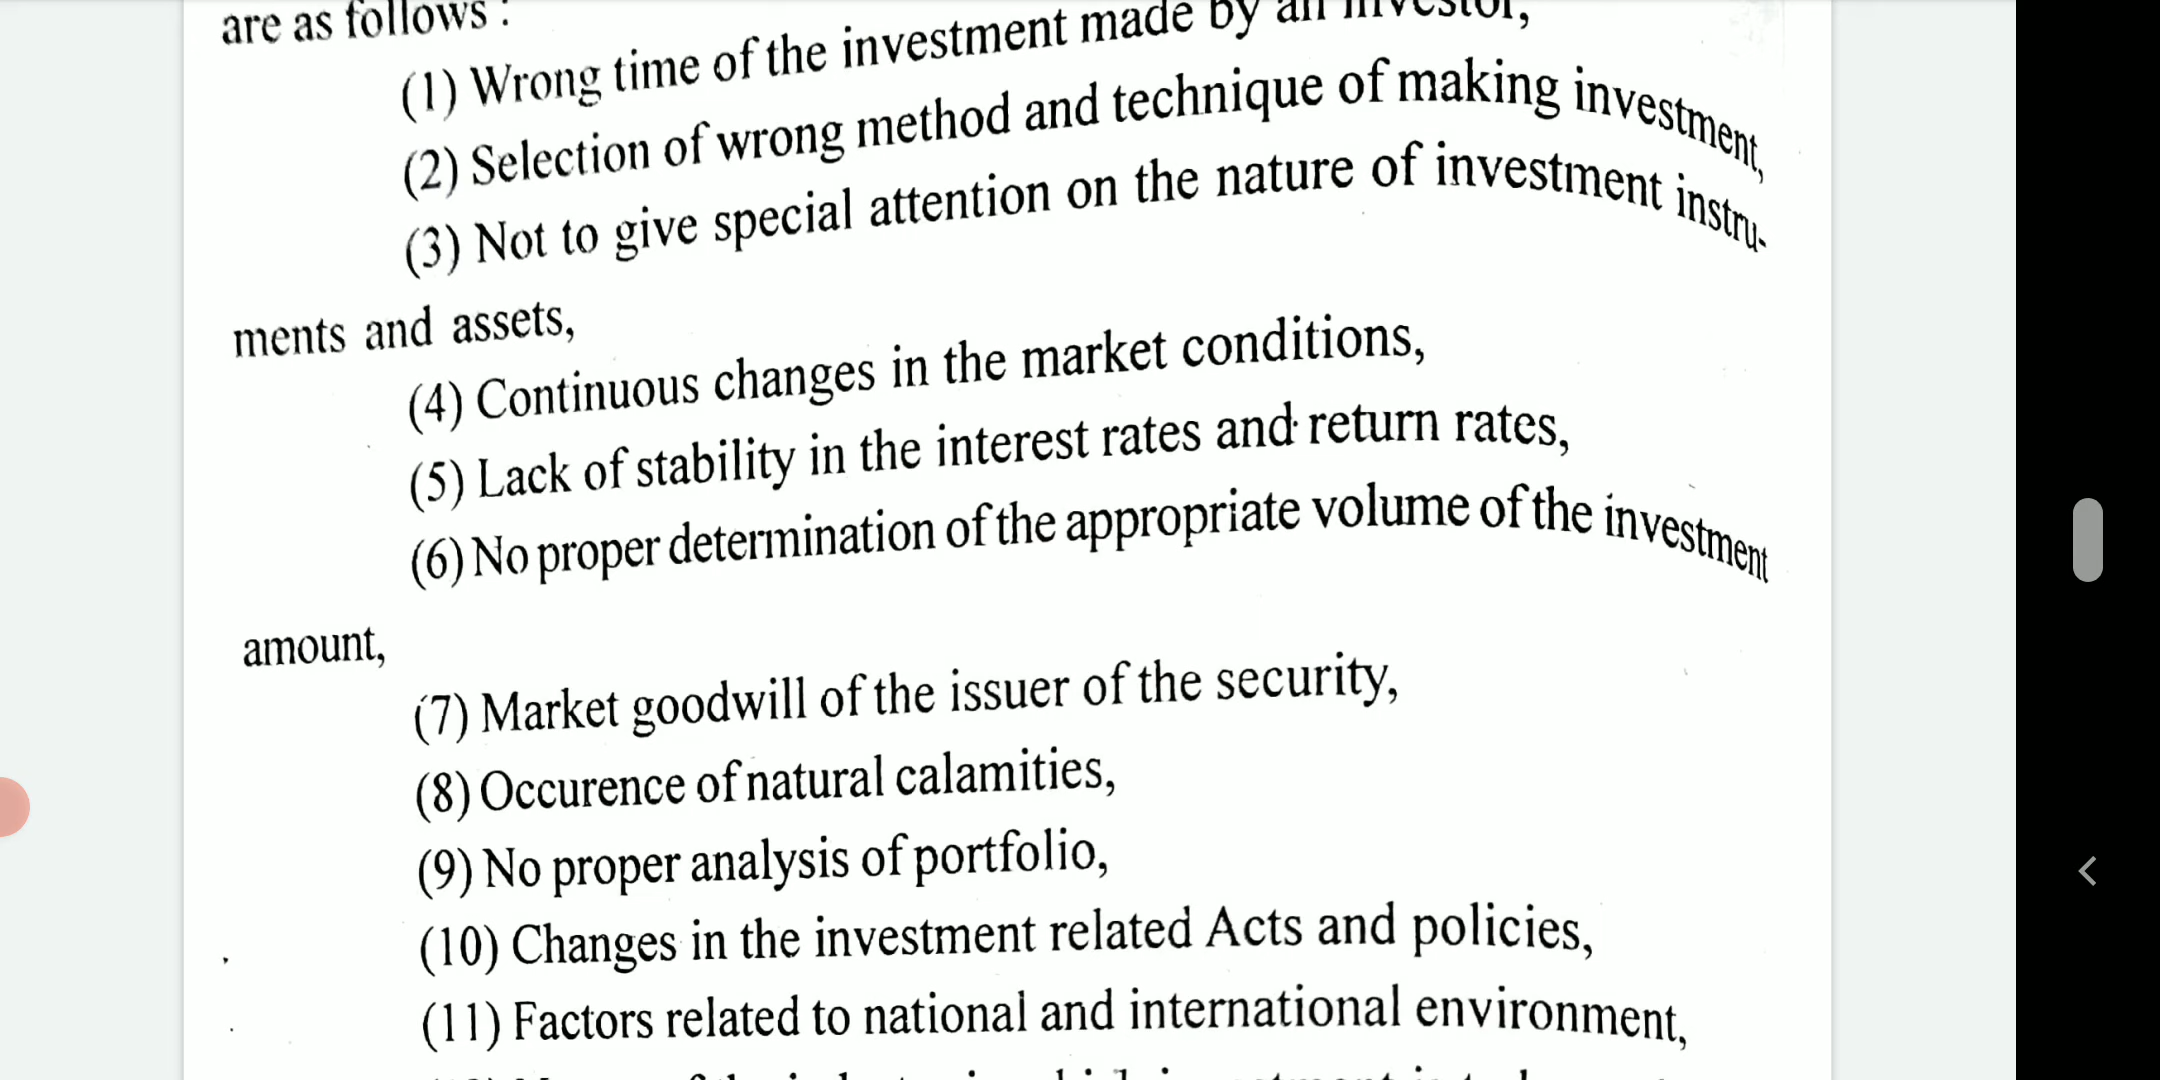 are as follows :
(1) Wrong time of the investment made by an investor,
(2) Selection of wrong method and technique of making investment,
(3) Not to give special attention on the nature of investment instru-
ments and assets,
(4) Continuous changes in the market conditions,
(5) Lack of stability in the interest rates and return rates,
(6) No proper determination of the appropriate volume of the investment
amount,
(7) Market goodwill of the issuer of the security,
(8) Occurence of natural calamities,
(9) No proper analysis of portfolio,
(10) Changes in the investment related Acts and policies,
(11) Factors related to national and international environment,